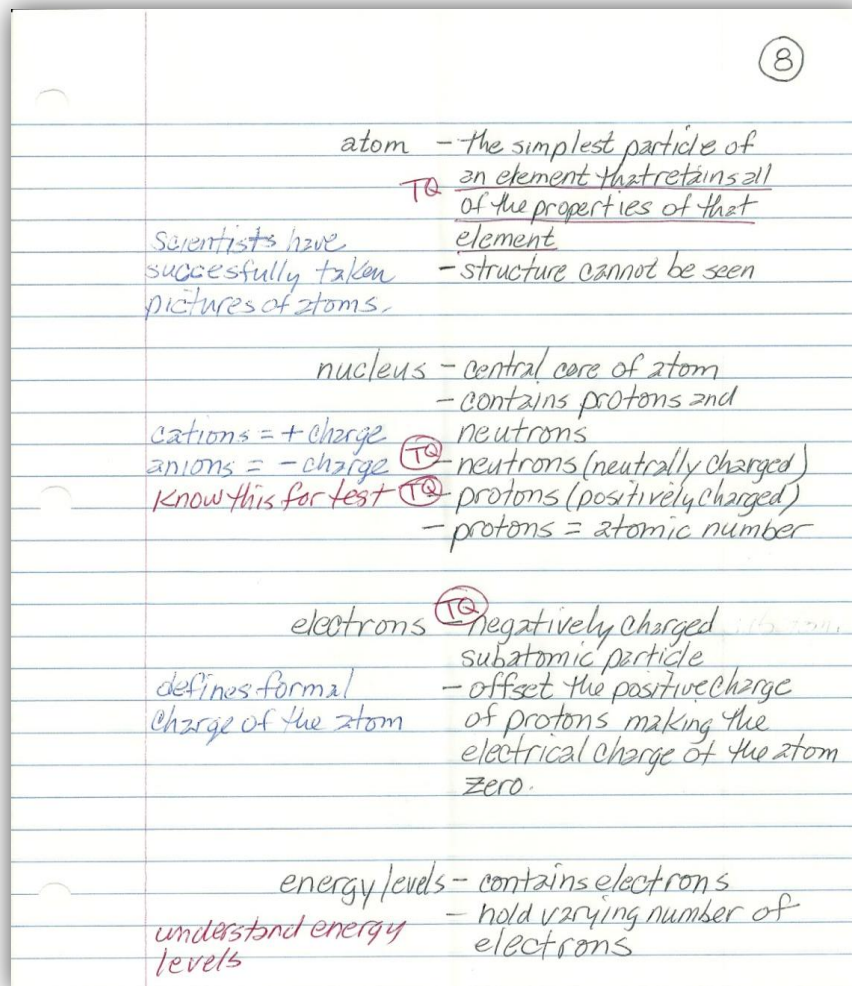 8
atom - the simplest particle of
TQ an element that retains all
of the properties of that
Scientists have element
succesfully taken - structure cannot be seen
pictures of atoms.
nucleus - central core of atom
- contains protons and
cations = + charge neutrons
anions = - charge TQ - neutrons (neutrally charged)
Know this for test TQ - protons (positively charged)
- protons = atomic number
electrons TQ - negatively charged
subatomic particle
defines formal - offset the positive charge
charge of the atom of protons making the
electrical charge of the atom
zero.
energy levels - contains electrons
- hold varying number of
understand energy electrons
levels